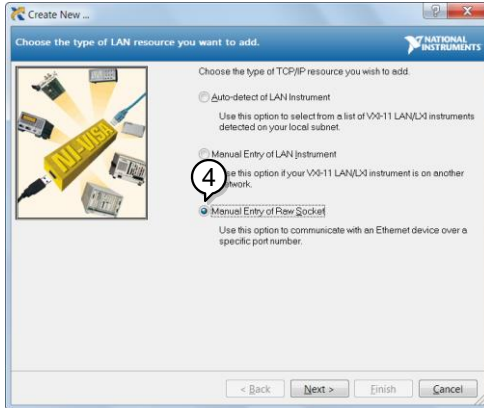 Create New ...
Choose the type of LAN resource you want to add.
NATIONAL
INSTRUMENTS
Choose the type of TCP/IP resource you wish to add.
Auto-detect of LAN Instrument
Use this option to select from a list of VXI-11 LAN/LXI instruments
detected on your local subnet.
Manual Entry of LAN Instrument
4
this option if your VXI-11 LAN/LXI instrument is on another
Manual Entry of Raw Socket
Use this option to communicate with an Ethernet device over a
specific port number.
NI-VISA
< Back Next > Finish Cancel